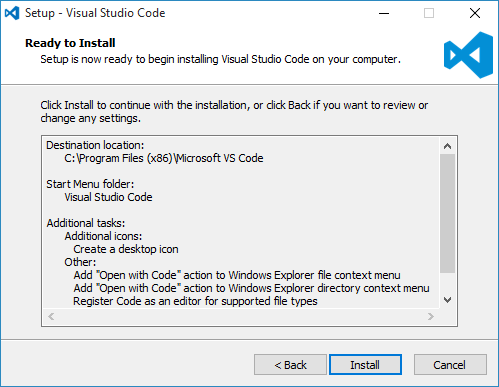 Setup - Visual Studio Code
Ready to Install
Setup is now ready to begin installing Visual Studio Code on your computer.
Click Install to continue with the installation, or click Back if you want to review or
change any settings.
Destination location:
C:\Program Files (x86)\Microsoft VS Code
Start Menu folder:
Visual Studio Code
Additional tasks:
Additional icons:
Create a desktop icon
Other:
Add "Open with Code" action to Windows Explorer file context menu
Add "Open with Code" action to Windows Explorer directory context menu
Register Code as an editor for supported file types
< Back
Install
Cancel